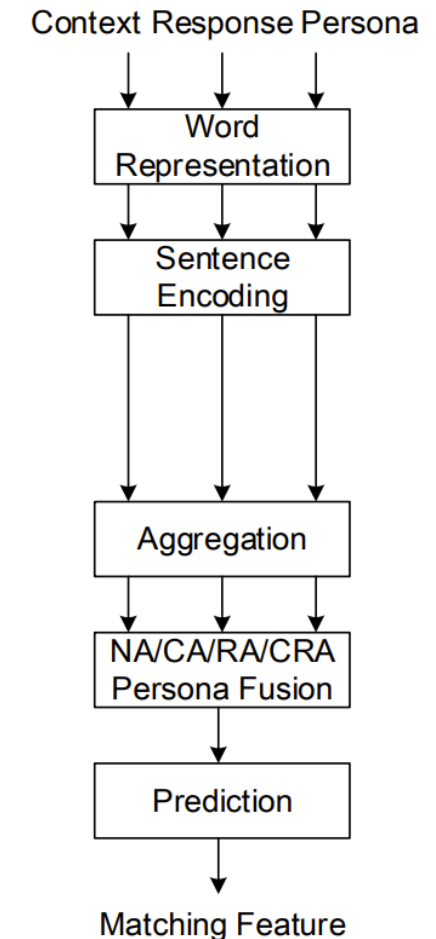 Context Response Persona
Word
Representation
Sentence
Encoding
Aggregation
NA/CA/RA/CRA
Persona Fusion
Prediction
Matching Feature